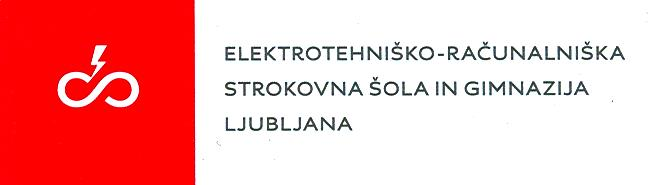 ELEKTROTEHNIŠKO-RAČUNALNIŠKA
STROKOVNA ŠOLA IN GIMNAZIJA
LJUBLJANA